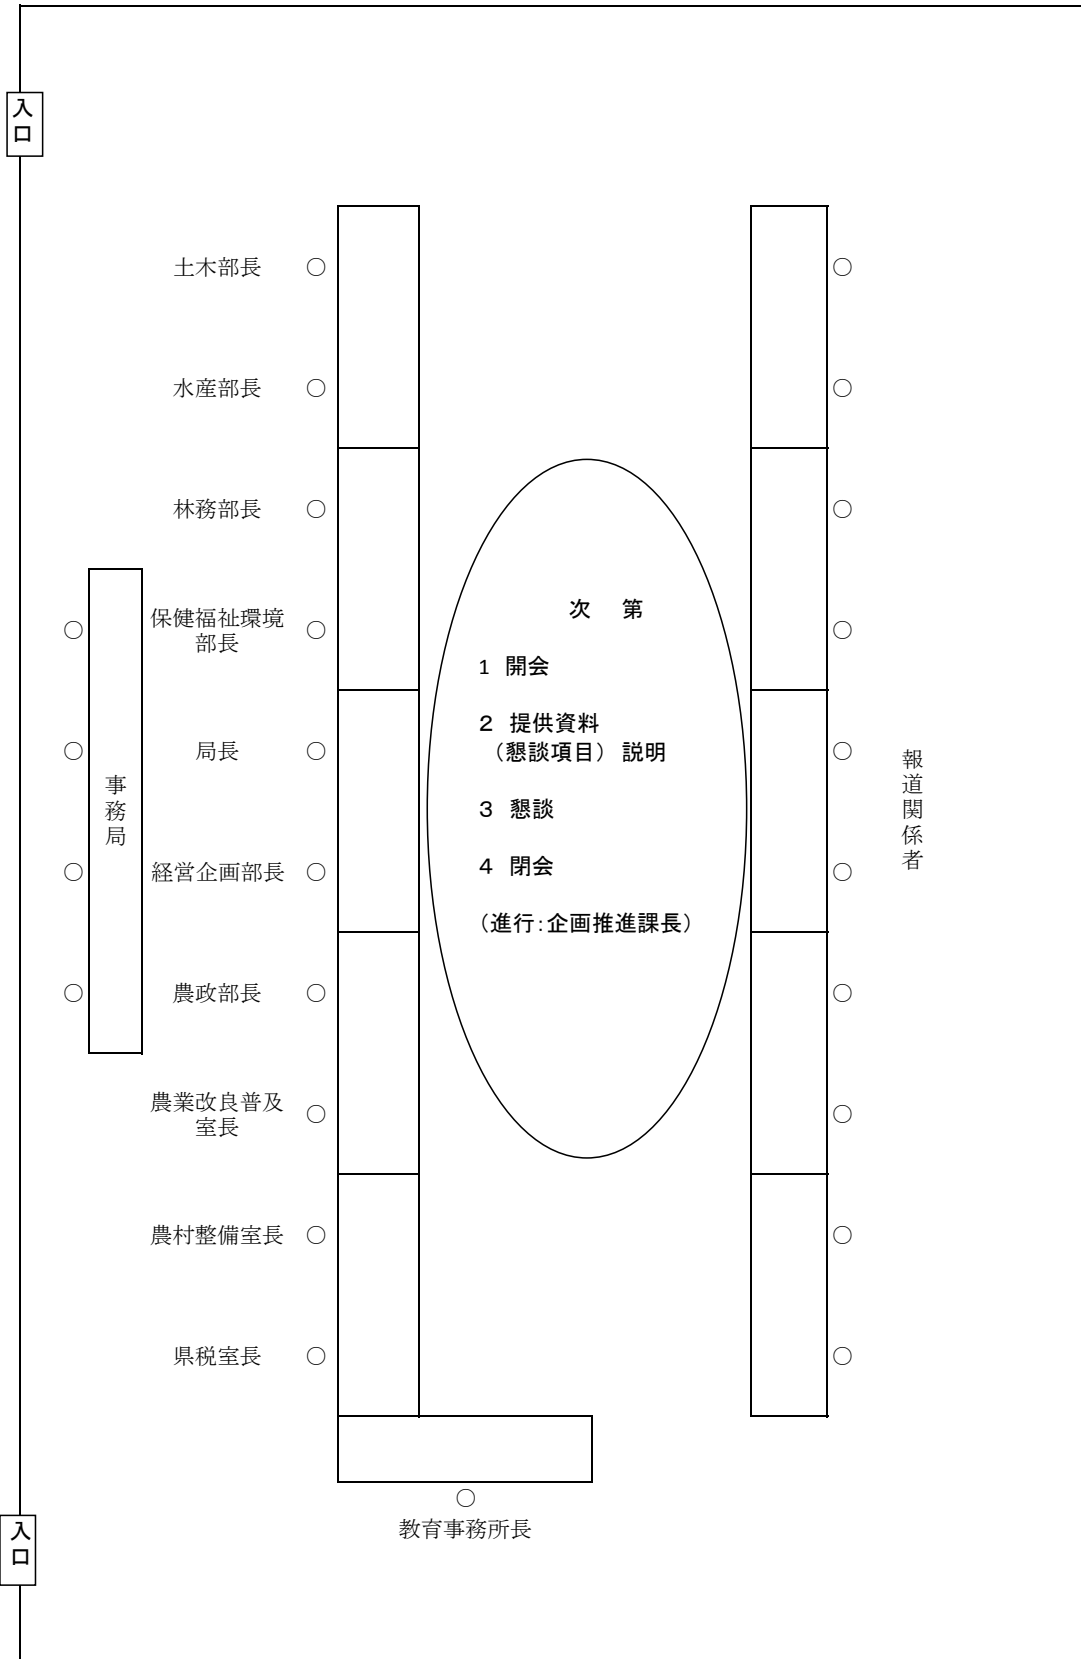 入口
土木部長
水産部長
林務部長
保健福祉環境
部長
局長
経営企画部長
農政部長
農業改良普及
室長
農村整備室長
県税室長
事務局
次　第
1　開会
2　提供資料
（懇談項目）説明
3　懇談
4　閉会
（進行：企画推進課長）
報道関係者
教育事務所長
入口